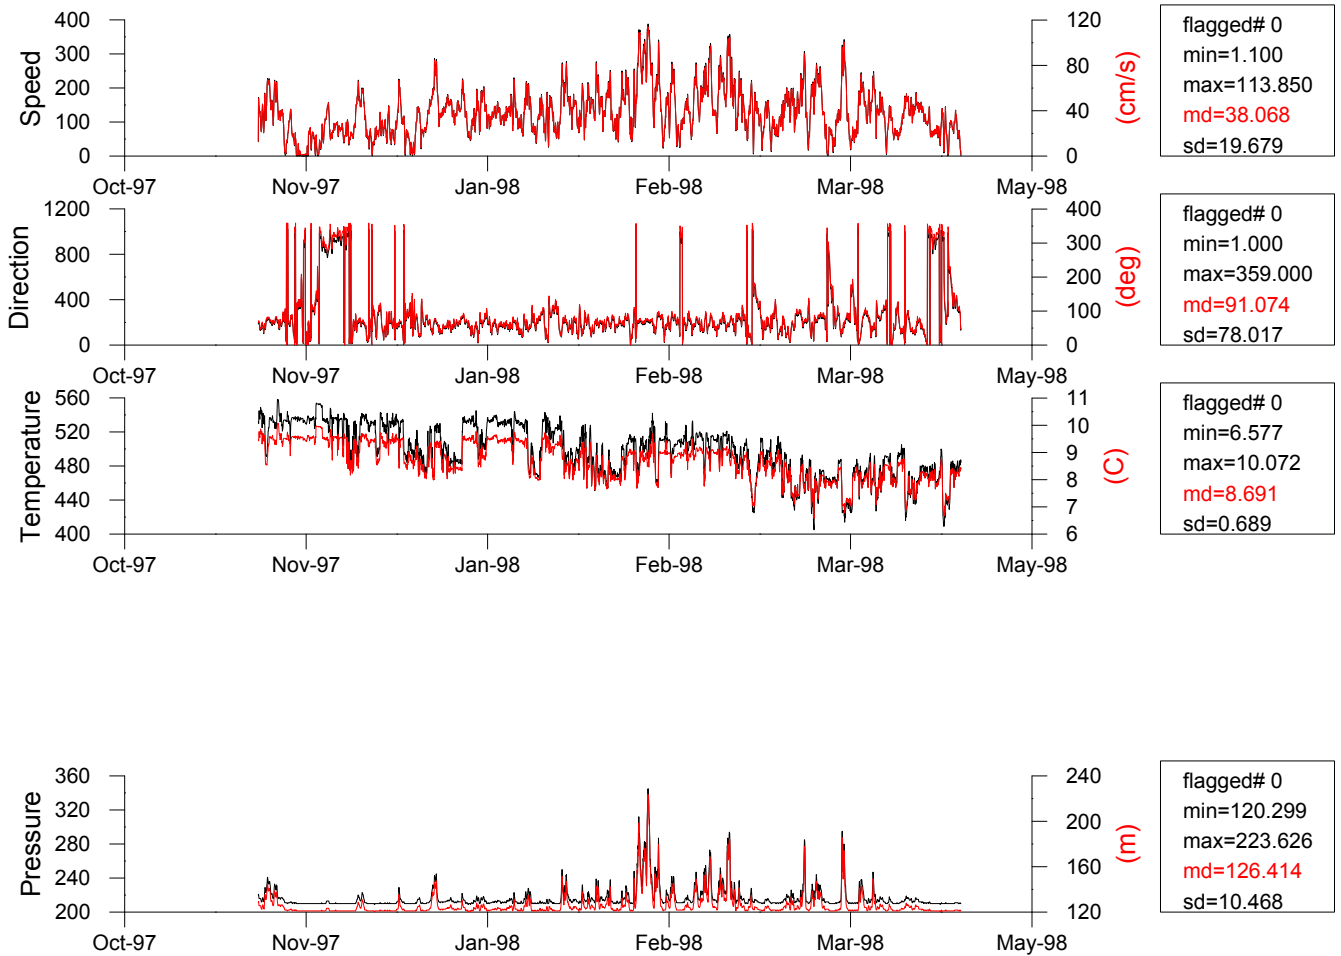 Speed
400
300
200
100
0
120
80
40
0
(cm/s)
Oct-97 Nov-97 Jan-98 Feb-98 Mar-98 May-98
flagged# 0
min=1.100
max=113.850
md=38.068
sd=19.679
Direction
1200
800
400
0
400
300
200
100
0
(deg)
Oct-97 Nov-97 Jan-98 Feb-98 Mar-98 May-98
flagged# 0
min=1.000
max=359.000
md=91.074
sd=78.017
Temperature
560
520
480
440
400
11
10
9
8
7
6
(C)
Oct-97 Nov-97 Jan-98 Feb-98 Mar-98 May-98
flagged# 0
min=6.577
max=10.072
md=8.691
sd=0.689
Pressure
360
320
280
240
200
240
200
160
120
(m)
Oct-97 Nov-97 Jan-98 Feb-98 Mar-98 May-98
flagged# 0
min=120.299
max=223.626
md=126.414
sd=10.468